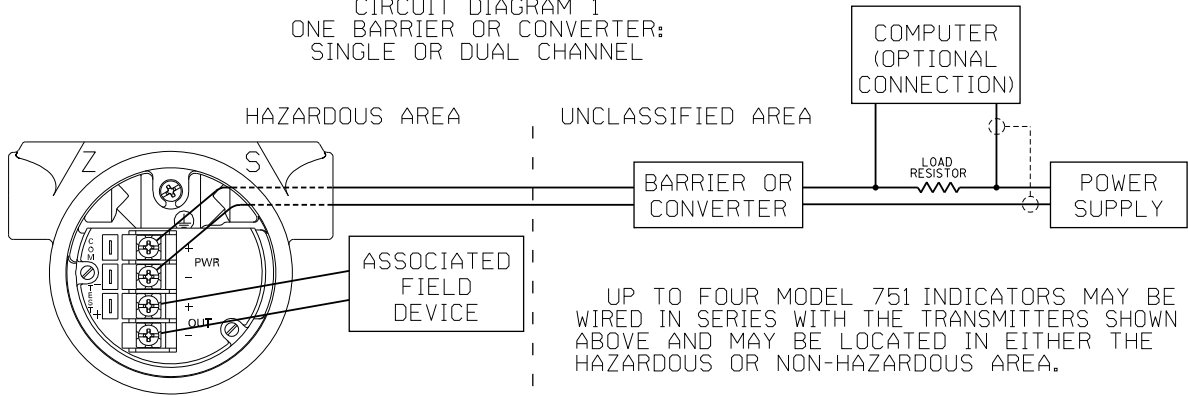 CIRCUIT DIAGRAM 1
ONE BARRIER OR CONVERTER:
SINGLE OR DUAL CHANNEL
COMPUTER
(OPTIONAL
CONNECTION)
HAZARDOUS AREA
UNCLASSIFIED AREA
Z
S
LOAD
RESISTOR
BARRIER OR
CONVERTER
POWER
SUPPLY
COM
TEST
+
PWR
-
+
OUT
-
-
+
ASSOCIATED
FIELD
DEVICE
UP TO FOUR MODEL 751 INDICATORS MAY BE
WIRED IN SERIES WITH THE TRANSMITTERS SHOWN
ABOVE AND MAY BE LOCATED IN EITHER THE
HAZARDOUS OR NON-HAZARDOUS AREA.